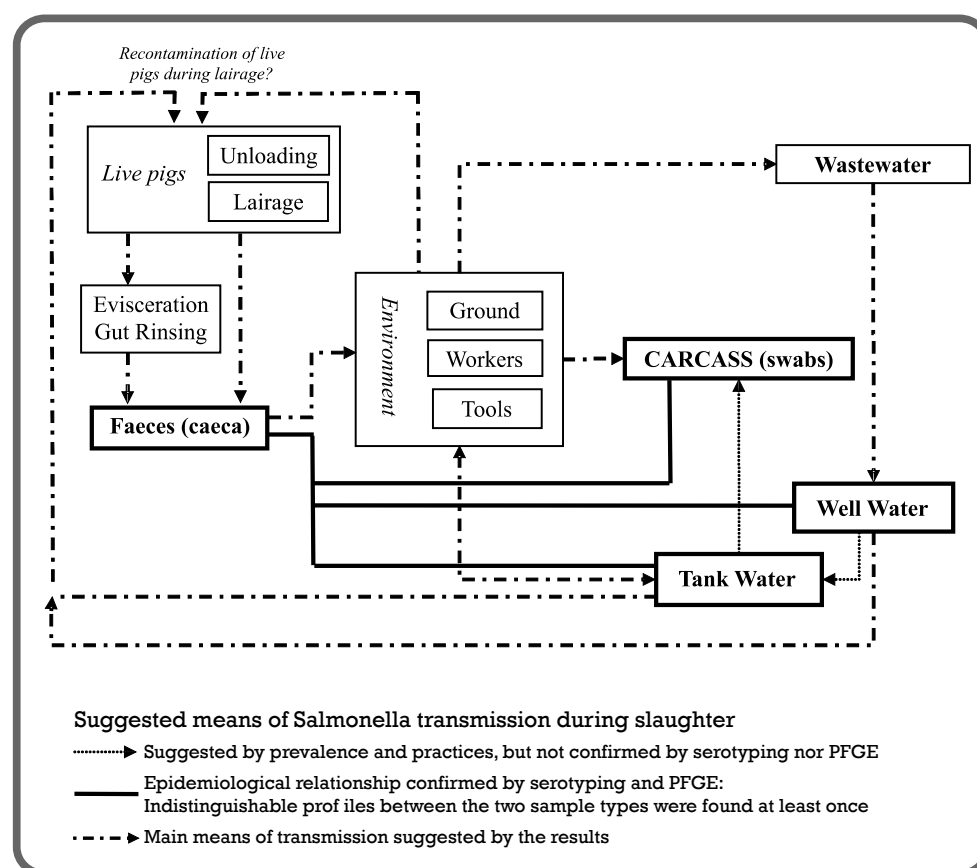 Recontamination of live
pigs during lairage?
Live pigs
Unloading
Lairage
Wastewater
Evisceration
Gut Rinsing
Environment
Ground
Workers
Tools
CARCASS (swabs)
Faeces (caeca)
Well Water
Tank Water
Suggested means of Salmonella transmission during slaughter
Suggested by prevalence and practices, but not confirmed by serotyping nor PFGE
Epidemiological relationship confirmed by serotyping and PFGE:
Indistinguishable prof iles between the two sample types were found at least once
Main means of transmission suggested by the results